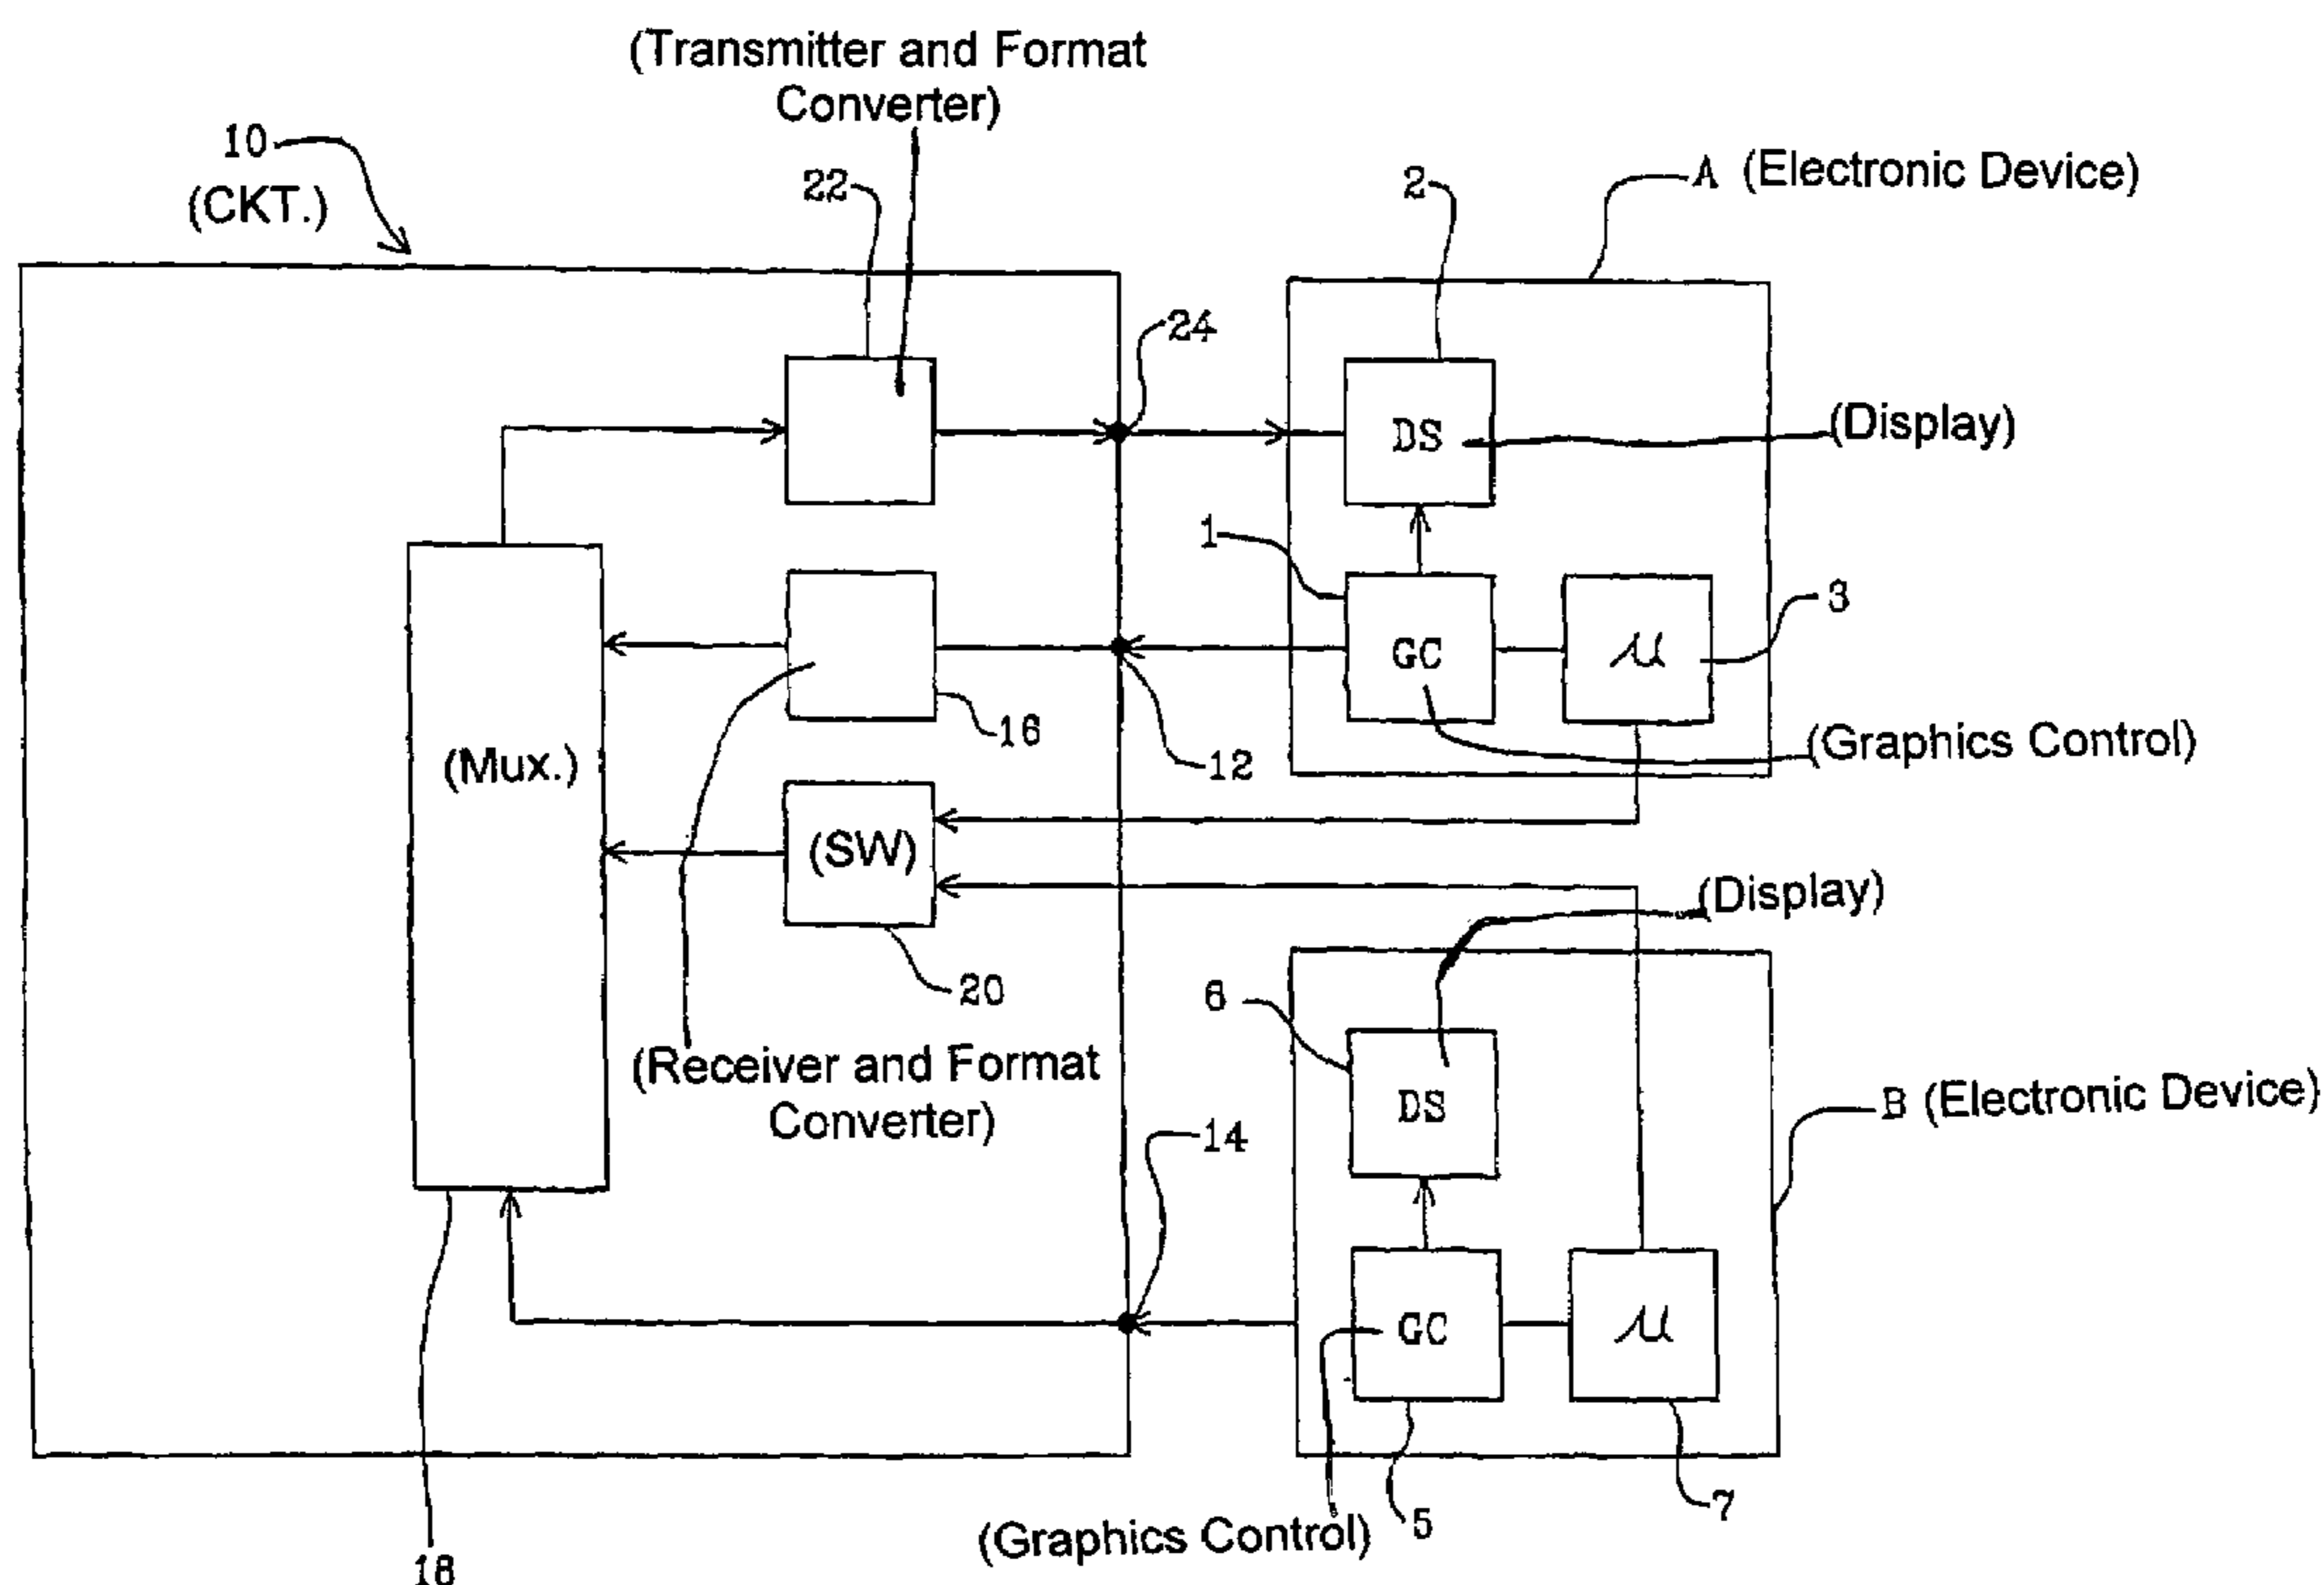 (Transmitter and Format
Converter)
10
(CKT.)
22
2
A (Electronic Device)
24
DS
(Display)
1
GC
μ
3
16
12
(Graphics Control)
(Mux.)
(SW)
20
(Display)
6
(Receiver and Format
Converter)
14
DS
B (Electronic Device)
GC
μ
(Graphics Control)
5
7
18